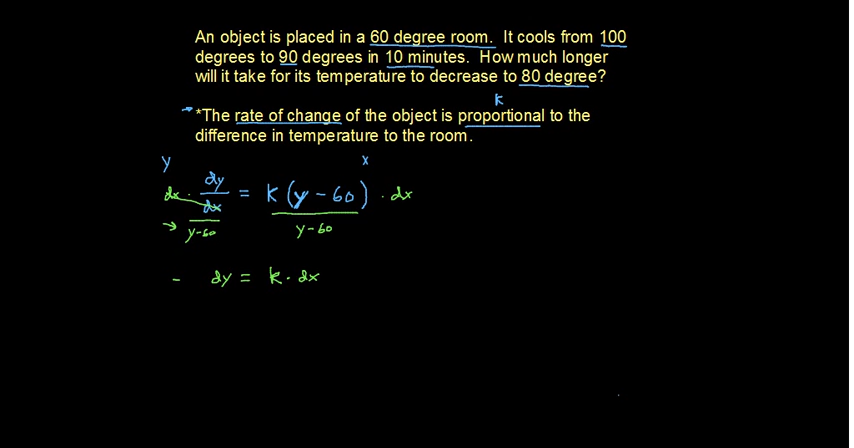 An object is placed in a 60 degree room. It cools from 100
degrees to 90 degrees in 10 minutes. How much longer
will it take for its temperature to decrease to 80 degree?
k
*The rate of change of the object is proportional to the
difference in temperature to the room.
y x
dx · dy/dx = k (y - 60) · dx
y-60 y-60
- dy = k · dx